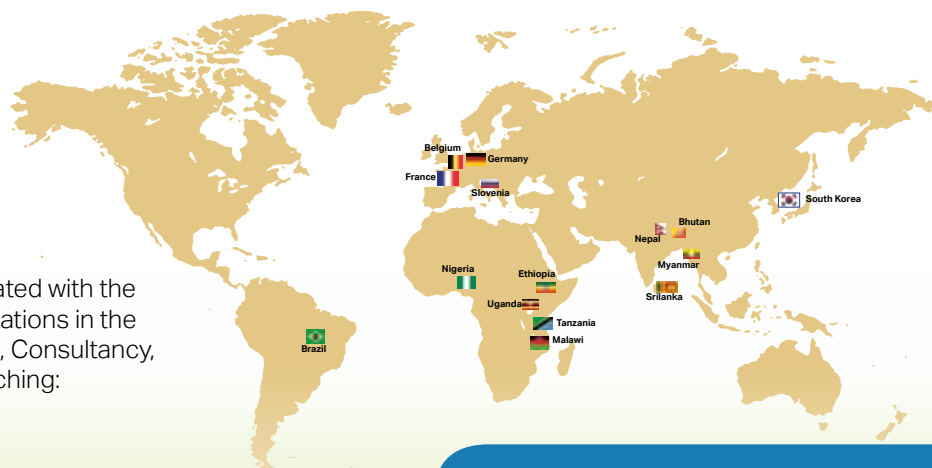 Belgium
Germany
France
Slovenia
South Korea
Bhutan
Nepal
Myanmar
Nigeria
Ethiopia
Srilanka
Uganda
Tanzania
Malawi
Brazil
ated with the
ations in the
, Consultancy,
ching: